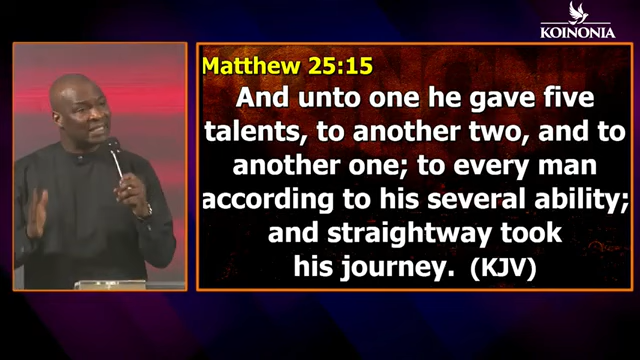 KOINONIA
Matthew 25:15
And unto one he gave five
talents, to another two, and to
another one; to every man
according to his several ability;
and straightway took
his journey. (KJV)